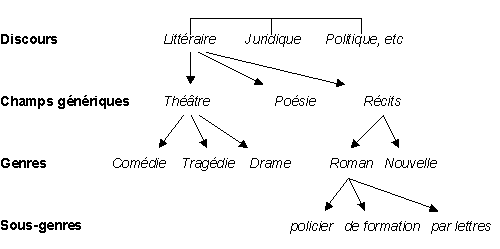 Discours Littéraire Juridique Politique, etc
Champs génériques Théâtre Poésie Récits
Genres Comédie Tragédie Drame Roman Nouvelle
Sous-genres policier de formation par lettres